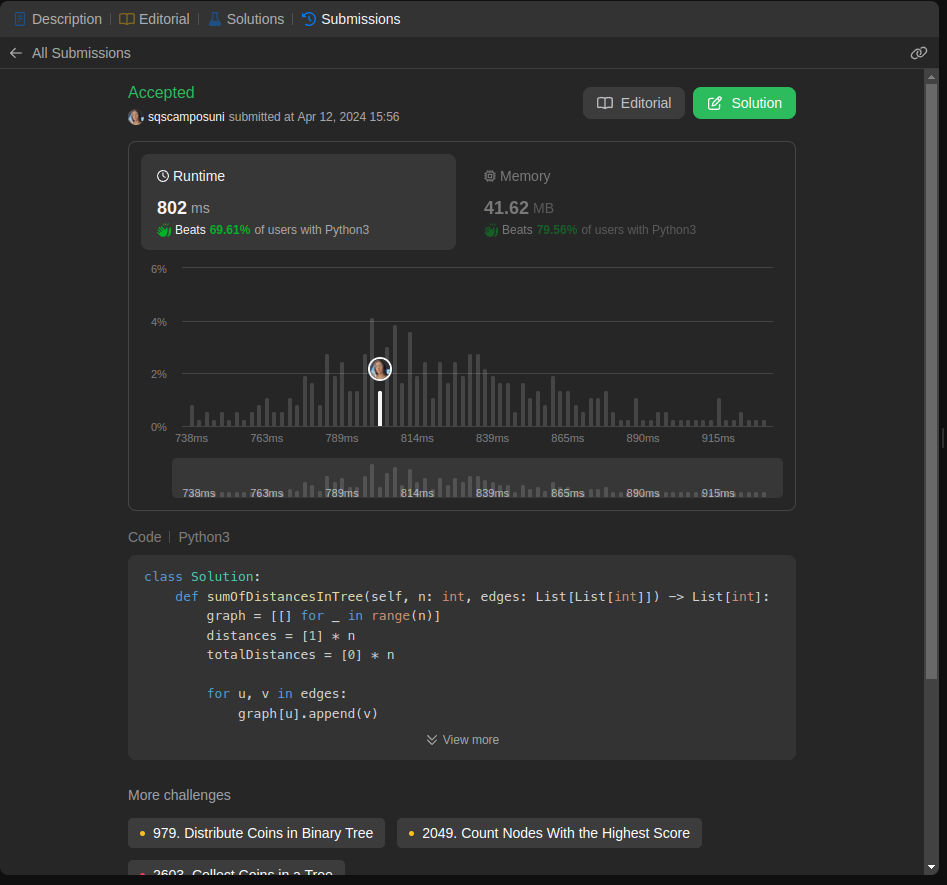 Description Editorial Solutions Submissions
All Submissions
Accepted
sqscamposuni submitted at Apr 12, 2024 15:56
Editorial
Solution
Runtime
802 ms
Beats 69.61% of users with Python3
Memory
41.62 MB
Beats 79.56% of users with Python3
6%
4%
2%
0%
738ms 763ms 789ms 814ms 839ms 865ms 890ms 915ms
738ms 763ms 789ms 814ms 839ms 865ms 890ms 915ms
Code | Python3
class Solution:
    def sumOfDistancesInTree(self, n: int, edges: List[List[int]]) -> List[int]:
        graph = [[] for _ in range(n)]
        distances = [1] * n
        totalDistances = [0] * n

        for u, v in edges:
            graph[u].append(v)
View more
More challenges
979. Distribute Coins in Binary Tree
2049. Count Nodes With the Highest Score
2603. Collect Coins in a Tree